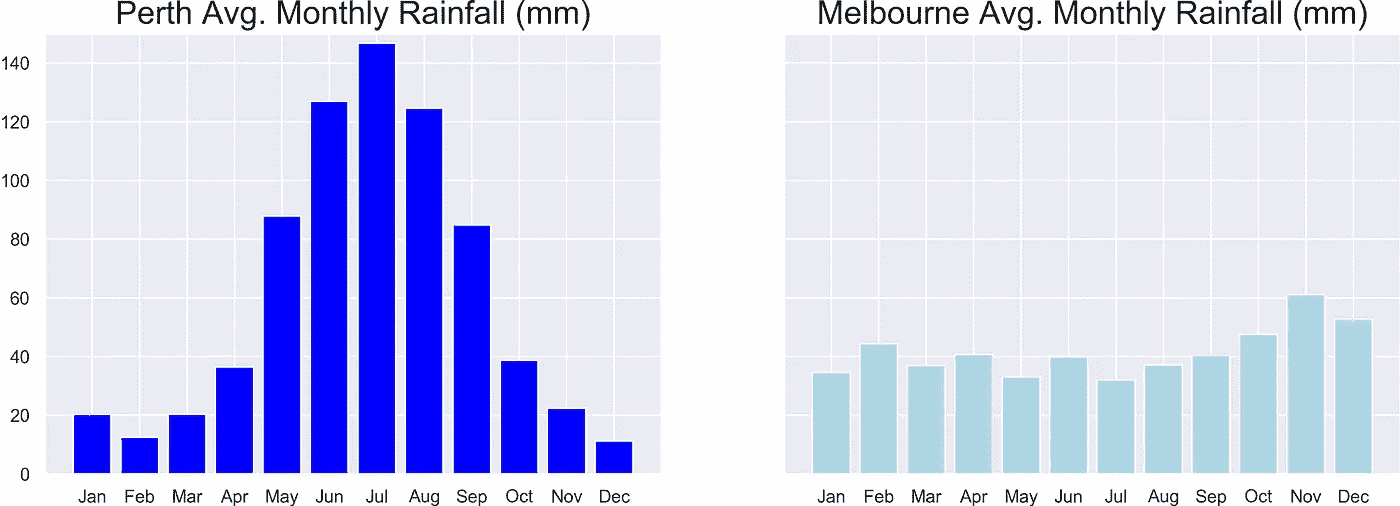 Perth Avg. Monthly Rainfall (mm)
140
120
100
80
60
40
20
0
Jan Feb Mar Apr May Jun Jul Aug Sep Oct Nov Dec
Melbourne Avg. Monthly Rainfall (mm)
Jan Feb Mar Apr May Jun Jul Aug Sep Oct Nov Dec